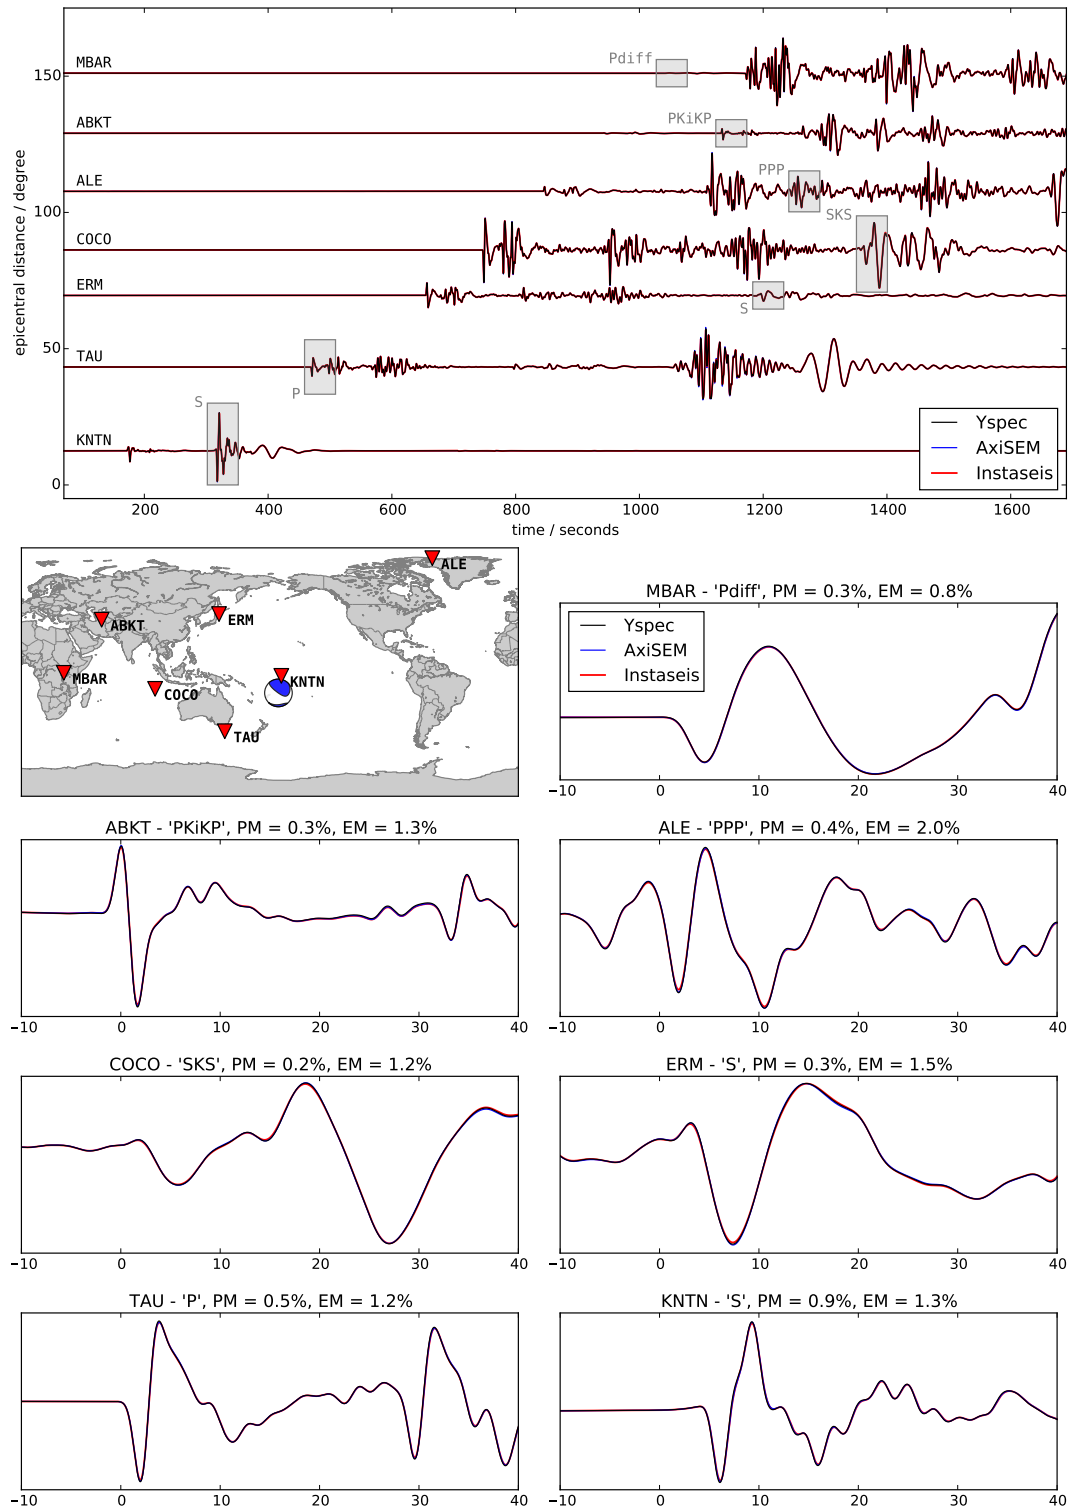 MBAR
Pdiff
150
ABKT
PKiKP
ALE
PPP
100
SKS
COCO
ERM
S
50
TAU
P
S
KNTN
0
epicentral distance / degree
Yspec
AxiSEM
Instaseis
200 400 600 800 1000 1200 1400 1600
time / seconds
ALE
ERM
ABKT
MBAR
KNTN
COCO
TAU
MBAR - 'Pdiff', PM = 0.3%, EM = 0.8%
Yspec
AxiSEM
Instaseis
−10 0 10 20 30 40
ABKT - 'PKiKP', PM = 0.3%, EM = 1.3%
−10 0 10 20 30 40
ALE - 'PPP', PM = 0.4%, EM = 2.0%
−10 0 10 20 30 40
COCO - 'SKS', PM = 0.2%, EM = 1.2%
−10 0 10 20 30 40
ERM - 'S', PM = 0.3%, EM = 1.5%
−10 0 10 20 30 40
TAU - 'P', PM = 0.5%, EM = 1.2%
−10 0 10 20 30 40
KNTN - 'S', PM = 0.9%, EM = 1.3%
−10 0 10 20 30 40